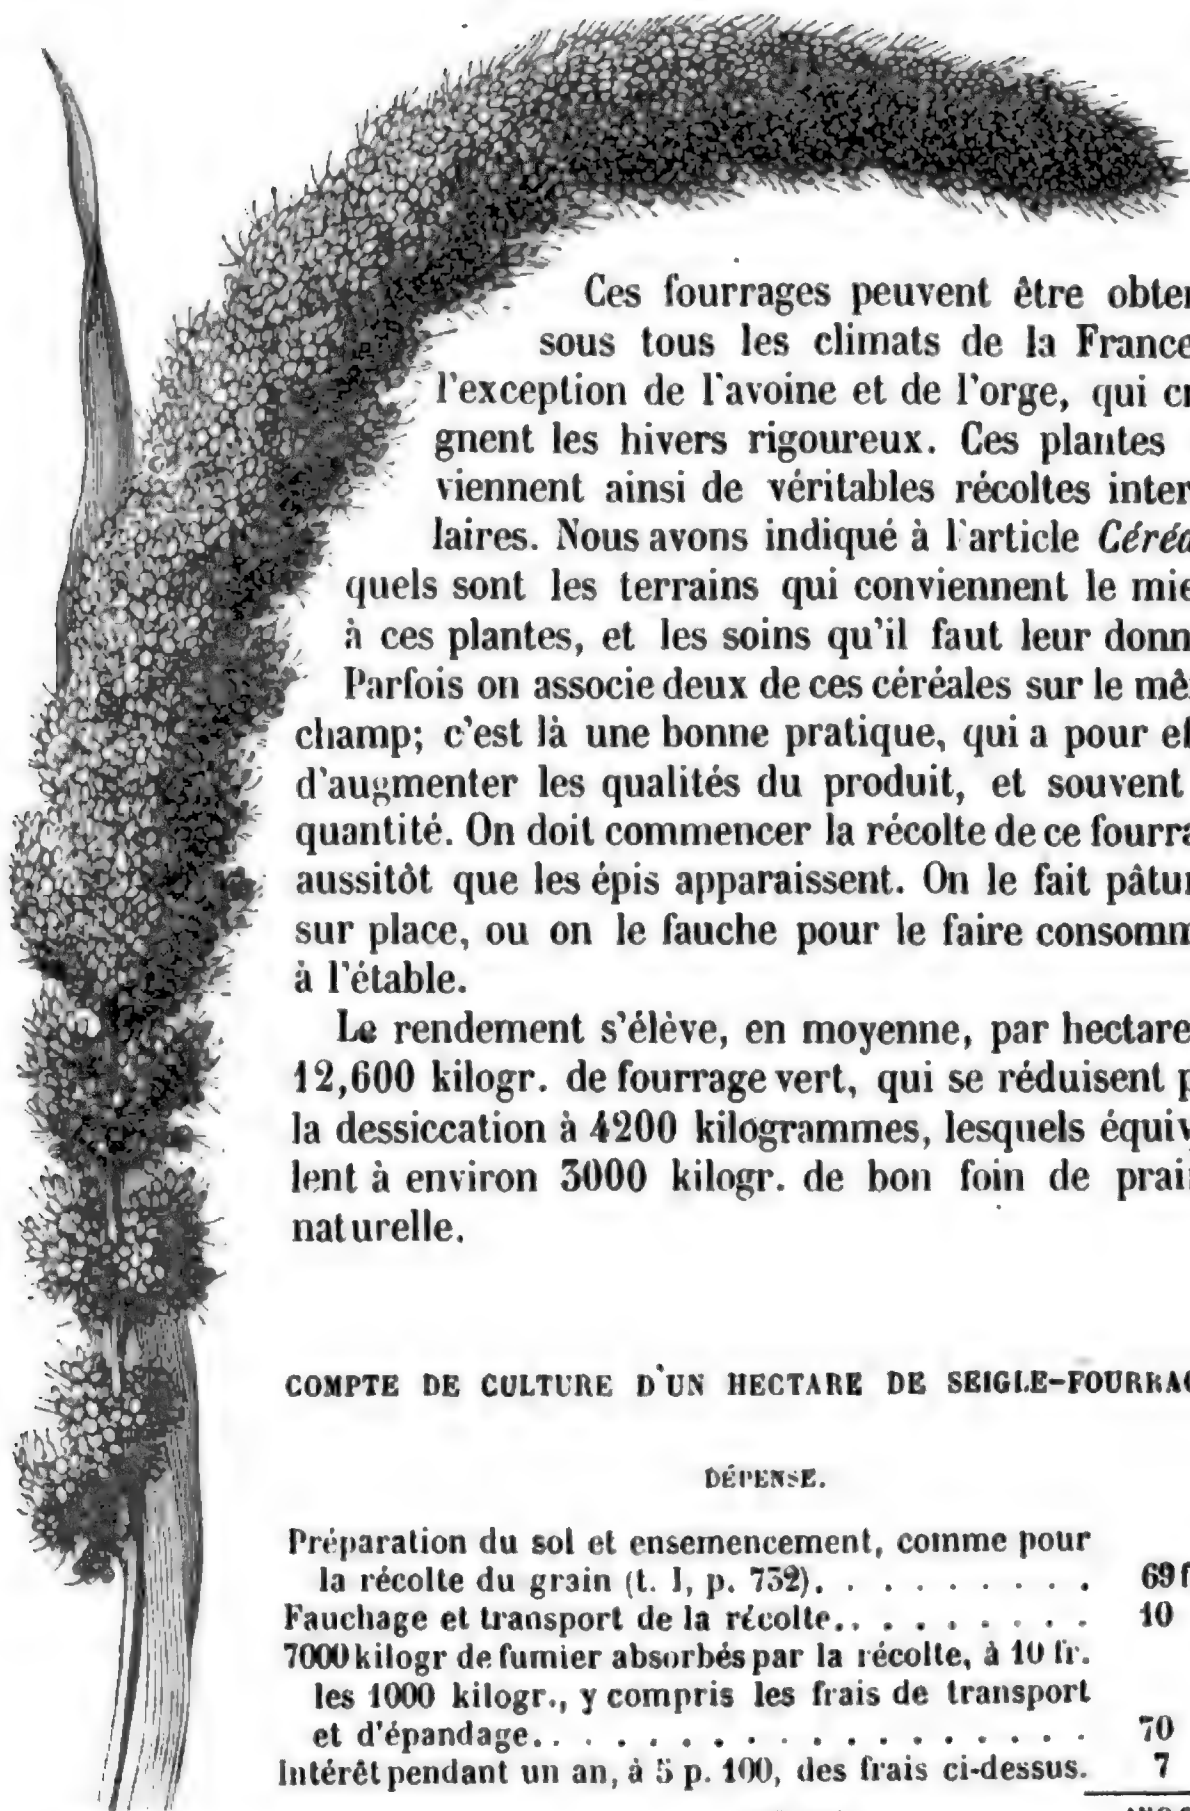 Ces fourrages peuvent être obten
sous tous les climats de la France
l'exception de l'avoine et de l'orge, qui cr
gnent les hivers rigoureux. Ces plantes
viennent ainsi de véritables récoltes inter
laires. Nous avons indiqué à l'article Céréa
quels sont les terrains qui conviennent le mie
à ces plantes, et les soins qu'il faut leur donn
Parfois on associe deux de ces céréales sur le mê
champ; c'est là une bonne pratique, qui a pour ef
d'augmenter les qualités du produit, et souvent
quantité. On doit commencer la récolte de ce fourra
aussitôt que les épis apparaissent. On le fait pâtur
sur place, ou on le fauche pour le faire consomm
à l'étable.
Le rendement s'élève, en moyenne, par hectare
12,600 kilogr. de fourrage vert, qui se réduisent p
la dessiccation à 4200 kilogrammes, lesquels équiv
lent à environ 3000 kilogr. de bon foin de prair
naturelle.
COMPTE DE CULTURE D'UN HECTARE DE SEIGLE-FOURRAG
DÉPENSE.
Préparation du sol et ensemencement, comme pour
la récolte du grain (t. I, p. 732). . . . . . . . . 69 f
Fauchage et transport de la récolte. . . . . . . . 10
7000 kilogr de fumier absorbés par la récolte, à 10 fr.
les 1000 kilogr., y compris les frais de transport
et d'épandage. . . . . . . . . . . . . . . . . 70
Intérêt pendant un an, à 5 p. 100, des frais ci-dessus. 7